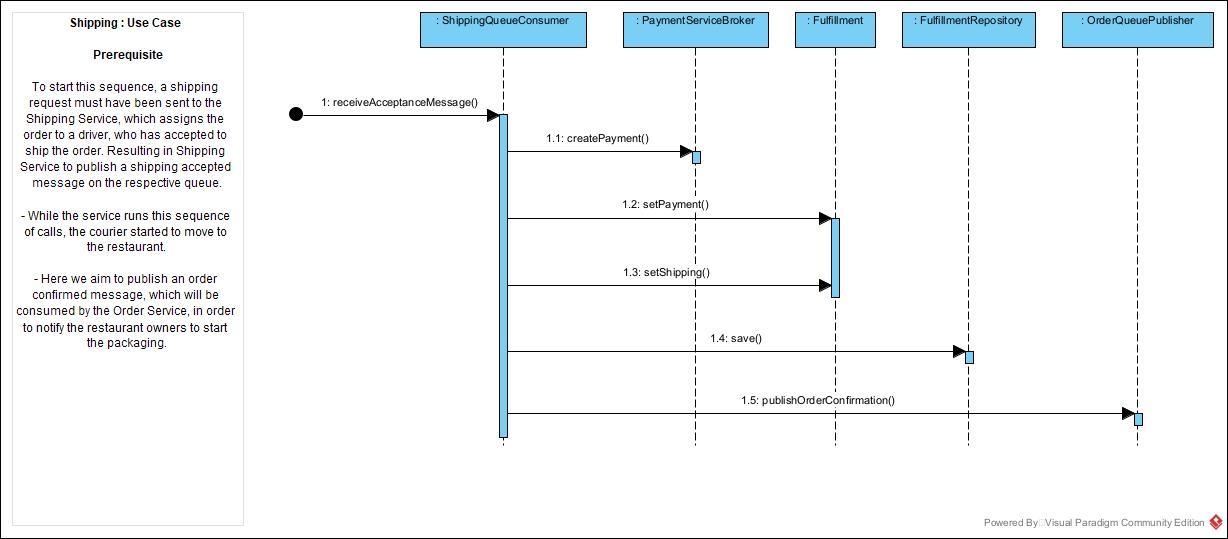 Shipping : Use Case
Prerequisite
To start this sequence, a shipping
request must have been sent to the
Shipping Service, which assigns the
order to a driver, who has accepted to
ship the order. Resulting in Shipping
Service to publish a shipping accepted
message on the respective queue.
- While the service runs this sequence
of calls, the courier started to move to
the restaurant.
- Here we aim to publish an order
confirmed message, which will be
consumed by the Order Service, in order
to notify the restaurant owners to start
the packaging.
: ShippingQueueConsumer
: PaymentServiceBroker
: Fulfillment
: FulfillmentRepository
: OrderQueuePublisher
1: receiveAcceptanceMessage()
1.1: createPayment()
1.2: setPayment()
1.3: setShipping()
1.4: save()
1.5: publishOrderConfirmation()
Powered By Visual Paradigm Community Edition